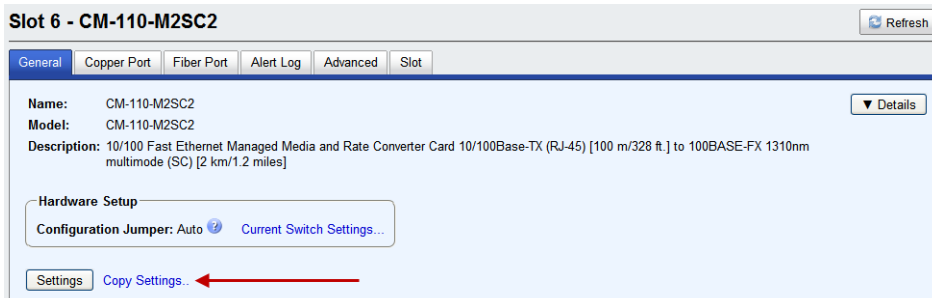 Slot 6 - CM-110-M2SC2
Refresh
General Copper Port Fiber Port Alert Log Advanced Slot
Name: CM-110-M2SC2
▼ Details
Model: CM-110-M2SC2
Description: 10/100 Fast Ethernet Managed Media and Rate Converter Card 10/100Base-TX (RJ-45) [100 m/328 ft.] to 100BASE-FX 1310nm
multimode (SC) [2 km/1.2 miles]
Hardware Setup
Configuration Jumper: Auto ? Current Switch Settings...
Settings Copy Settings..